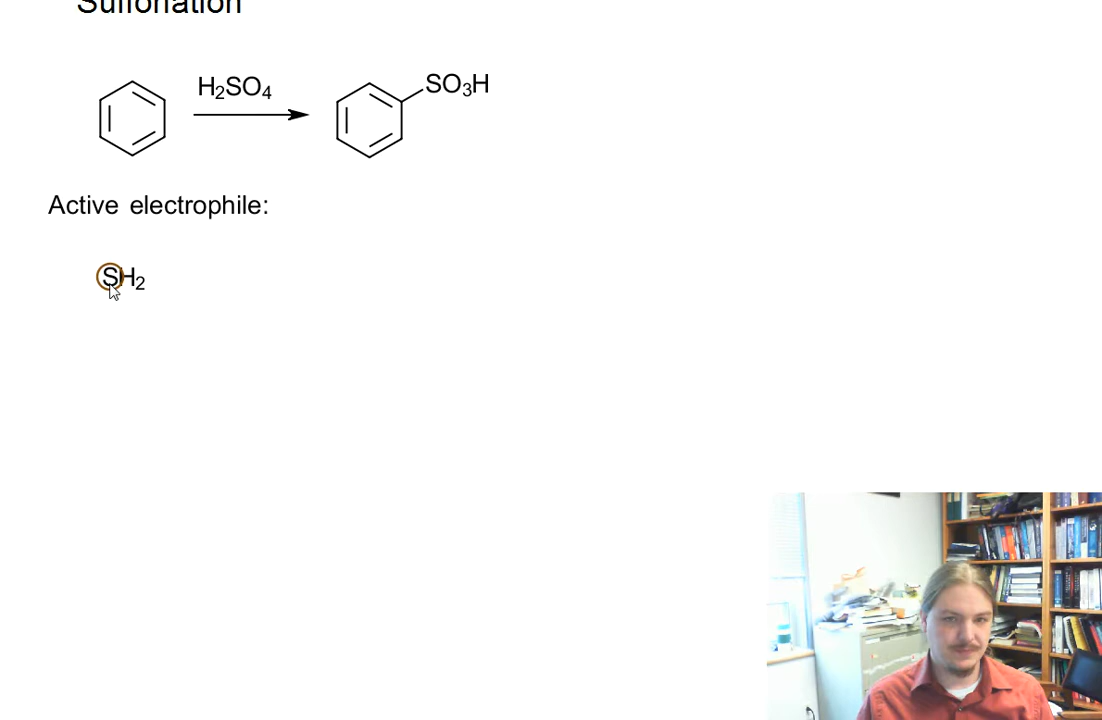 Sulfonation
H₂SO₄
SO₃H
Active electrophile:
SH₂